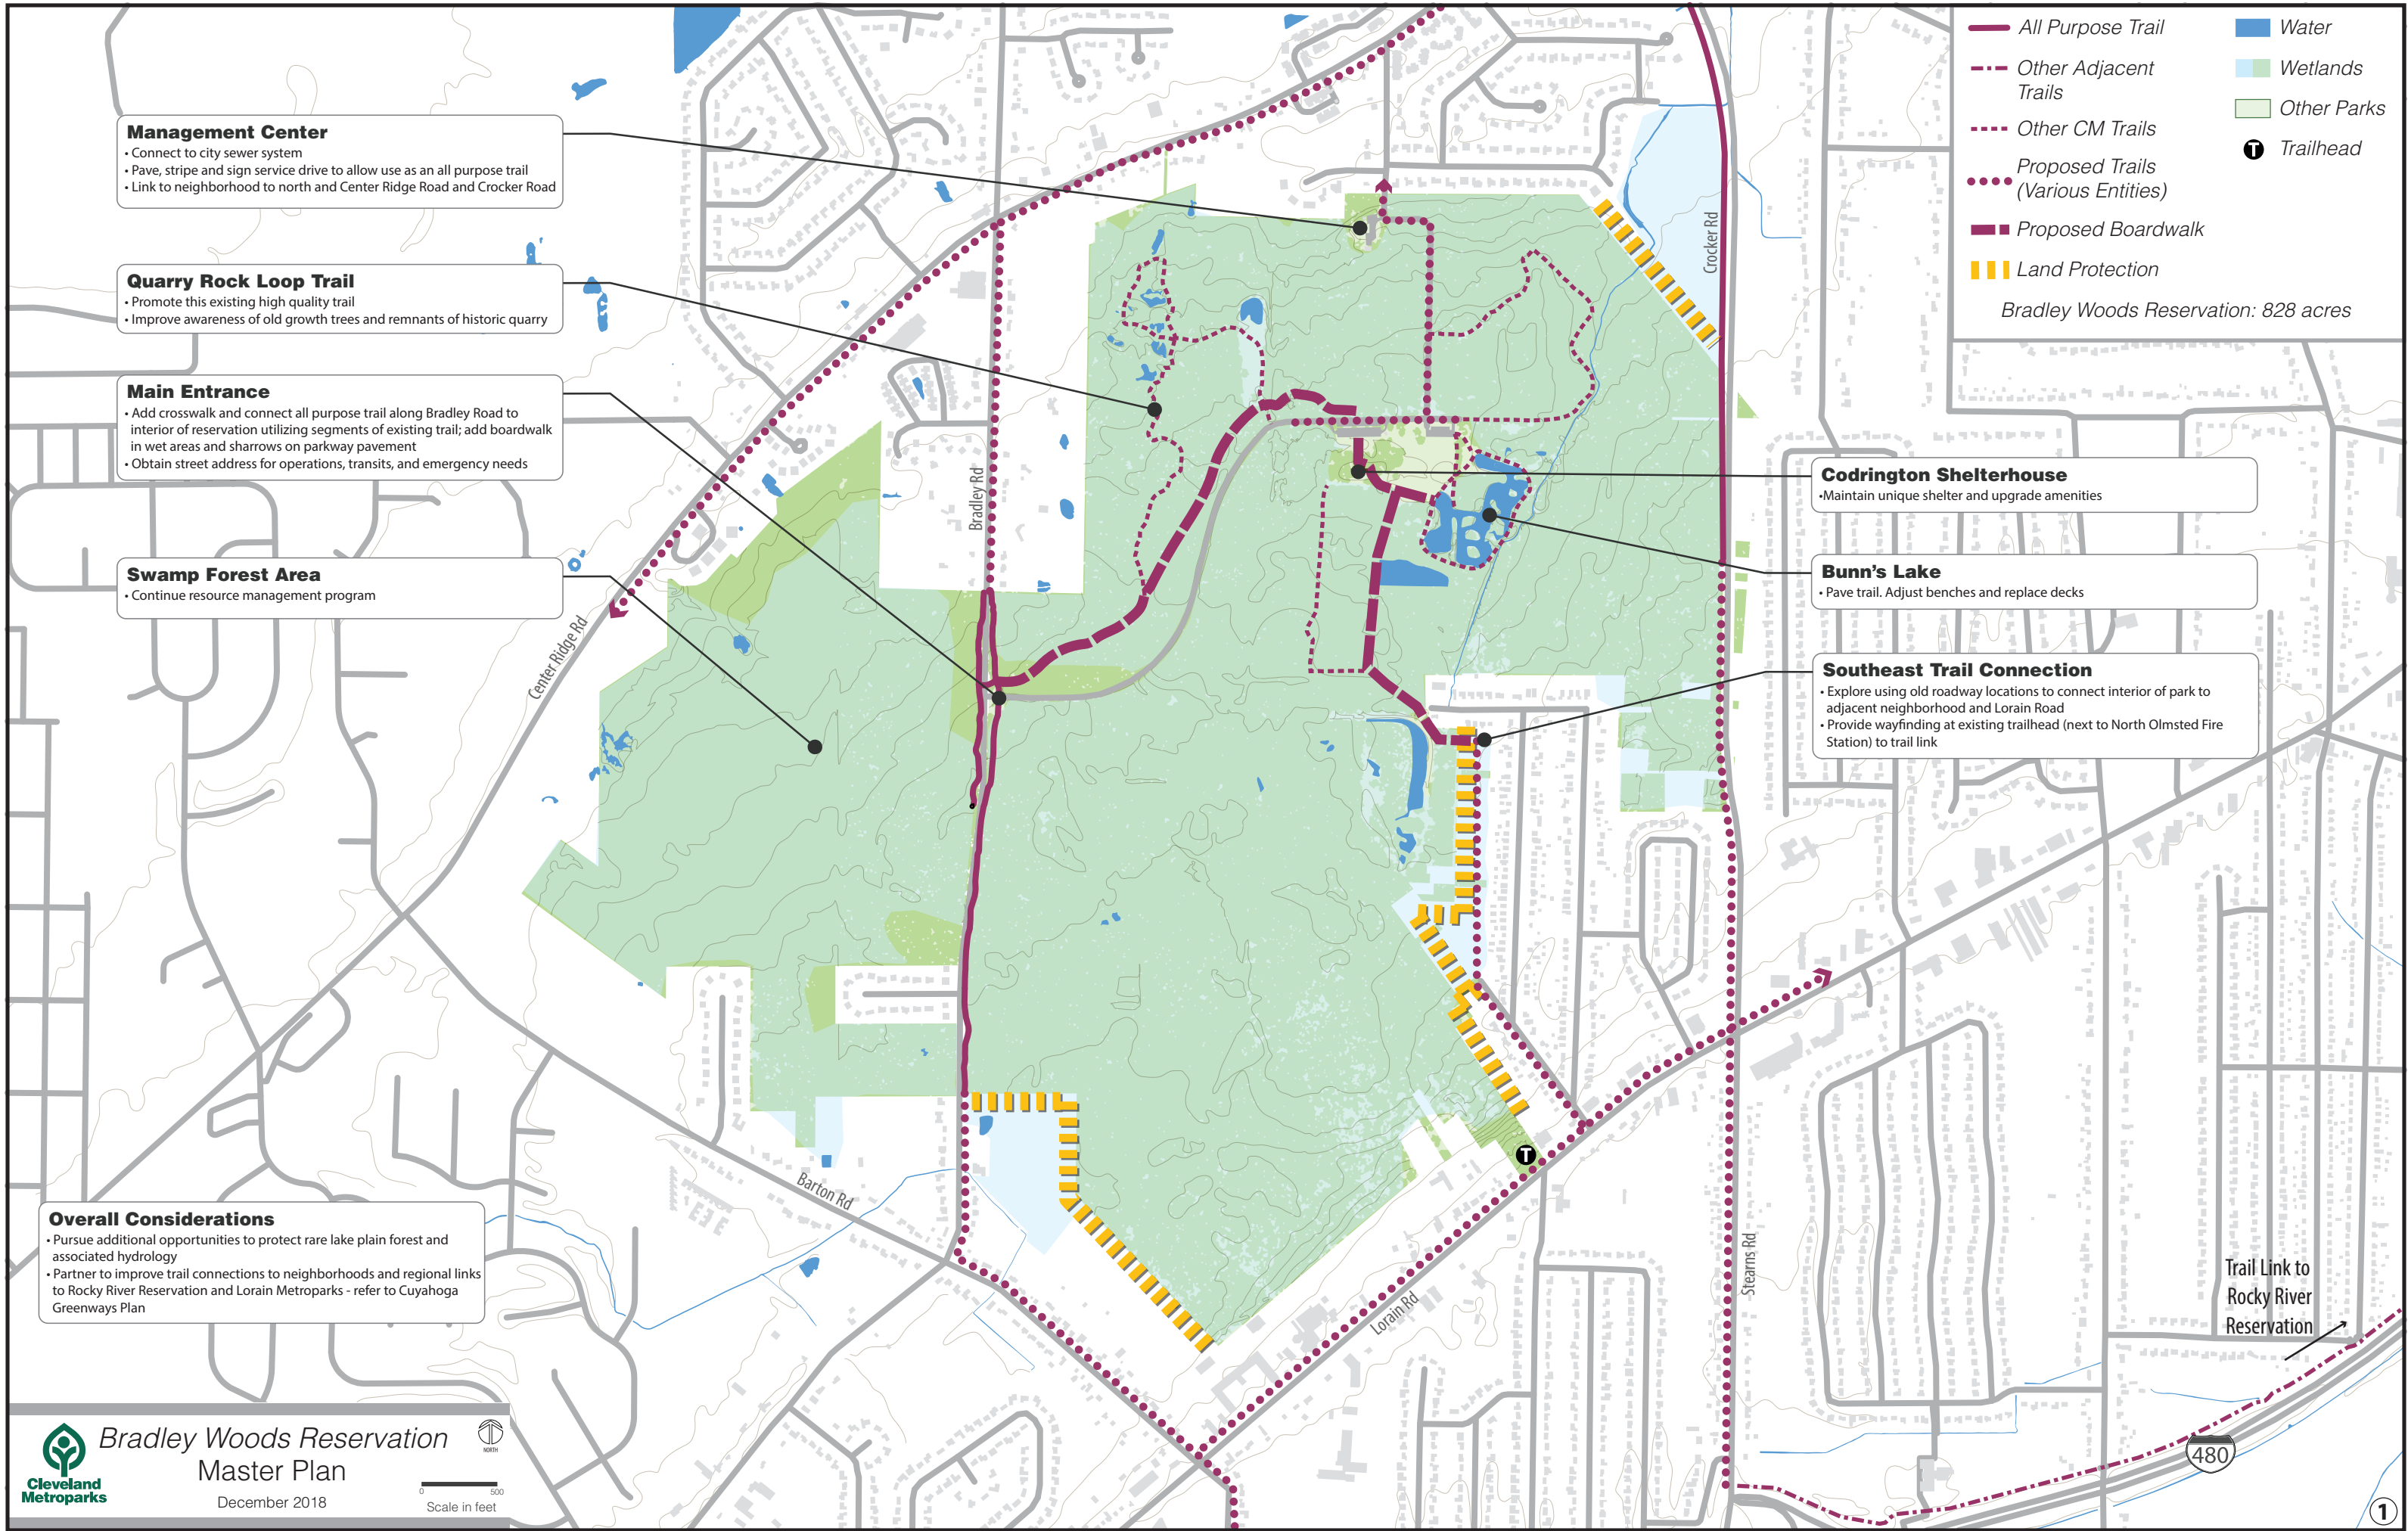 Management Center
• Connect to city sewer system
• Pave, stripe and sign service drive to allow use as an all purpose trail
• Link to neighborhood to north and Center Ridge Road and Crocker Road
Quarry Rock Loop Trail
• Promote this existing high quality trail
• Improve awareness of old growth trees and remnants of historic quarry
Main Entrance
• Add crosswalk and connect all purpose trail along Bradley Road to
interior of reservation utilizing segments of existing trail; add boardwalk
in wet areas and sharrows on parkway pavement
• Obtain street address for operations, transits, and emergency needs
Swamp Forest Area
• Continue resource management program
All Purpose Trail
Other Adjacent
Trails
Other CM Trails
Proposed Trails
(Various Entities)
Proposed Boardwalk
Land Protection
Water
Wetlands
Other Parks
T Trailhead
Bradley Woods Reservation: 828 acres
Codrington Shelterhouse
•Maintain unique shelter and upgrade amenities
Bunn's Lake
• Pave trail. Adjust benches and replace decks
Southeast Trail Connection
• Explore using old roadway locations to connect interior of park to
adjacent neighborhood and Lorain Road
• Provide wayfinding at existing trailhead (next to North Olmsted Fire
Station) to trail link
Crocker Rd
Bradley Rd
Center Ridge Rd
Barton Rd
Lorain Rd
Stearns Rd
T
Trail Link to
Rocky River
Reservation
480
Overall Considerations
• Pursue additional opportunities to protect rare lake plain forest and
associated hydrology
• Partner to improve trail connections to neighborhoods and regional links
to Rocky River Reservation and Lorain Metroparks - refer to Cuyahoga
Greenways Plan
Cleveland
Metroparks
Bradley Woods Reservation
Master Plan
December 2018
NORTH
0 500
Scale in feet
1